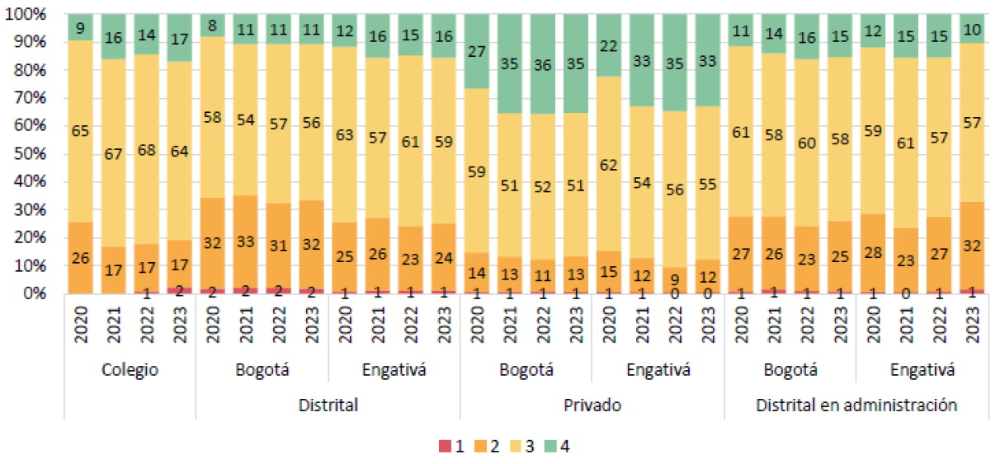 100%
90%
80%
70%
60%
50%
40%
30%
20%
10%
0%
9 16 14 17 8 11 11 11 12 16 15 16 27 35 36 35 22 33 35 33 11 14 16 15 12 15 15 10
65 67 68 64 58 54 57 56 63 57 61 59 59 51 52 51 62 54 56 55 61 58 60 58 59 61 57 57
26 17 17 17 32 33 31 32 25 26 23 24 14 13 11 13 15 12 9 12 27 26 23 25 28 23 27 32
1 2 2 2 2 2 1 1 1 1 1 1 1 1 1 1 0 0 1 1 1 1 1 0 1 1
2020 2021 2022 2023 2020 2021 2022 2023 2020 2021 2022 2023 2020 2021 2022 2023 2020 2021 2022 2023 2020 2021 2022 2023 2020 2021 2022 2023
Colegio Bogotá Engativá Bogotá Engativá Bogotá Engativá
Distrital Privado Distrital en administración
1 2 3 4